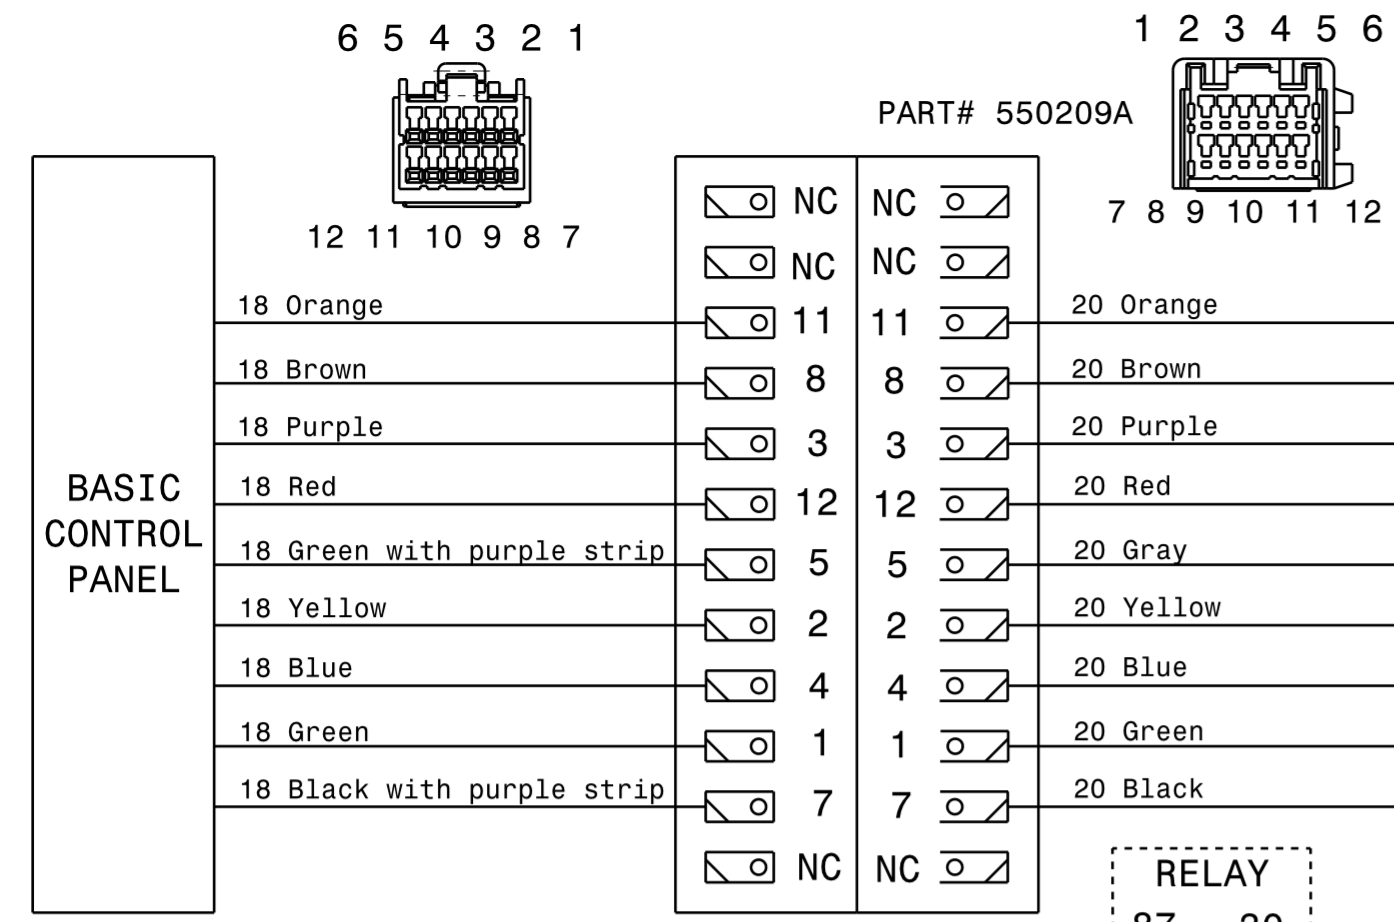 6 5 4 3 2 1
1 2 3 4 5 6
PART# 550209A
12 11 10 9 8 7
7 8 9 10 11 12
NC NC
NC NC
18 Orange 11 11 20 Orange
18 Brown 8 8 20 Brown
18 Purple 3 3 20 Purple
18 Red 12 12 20 Red
BASIC
CONTROL
PANEL
18 Green with purple strip 5 5 20 Gray
18 Yellow 2 2 20 Yellow
18 Blue 4 4 20 Blue
18 Green 1 1 20 Green
18 Black with purple strip 7 7 20 Black
NC NC
RELAY